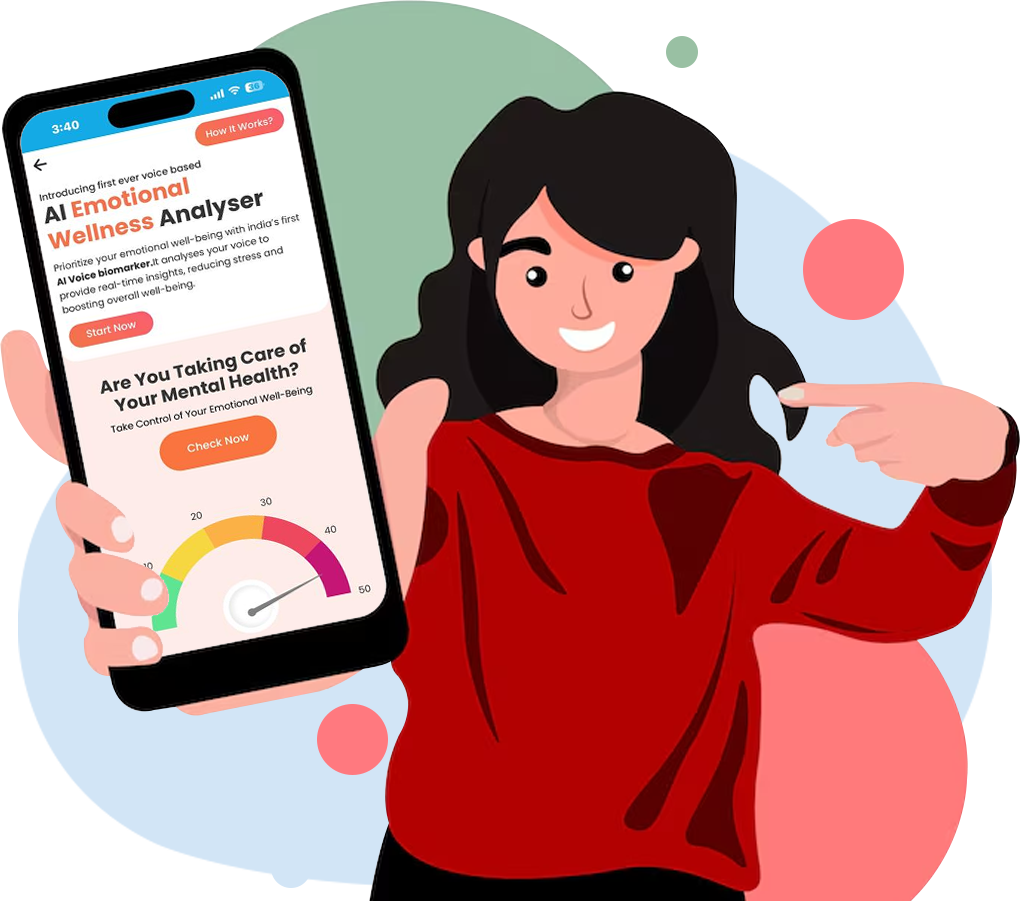 3:40
36
How It Works?
Introducing first ever voice based
AI Emotional
Wellness Analyser
Prioritize your emotional well-being with india's first
AI Voice biomarker.It analyses your voice to
provide real-time insights, reducing stress and
boosting overall well-being.
Start Now
Are You Taking Care of
Your Mental Health?
Take Control of Your Emotional Well-Being
Check Now
30
20
40
50